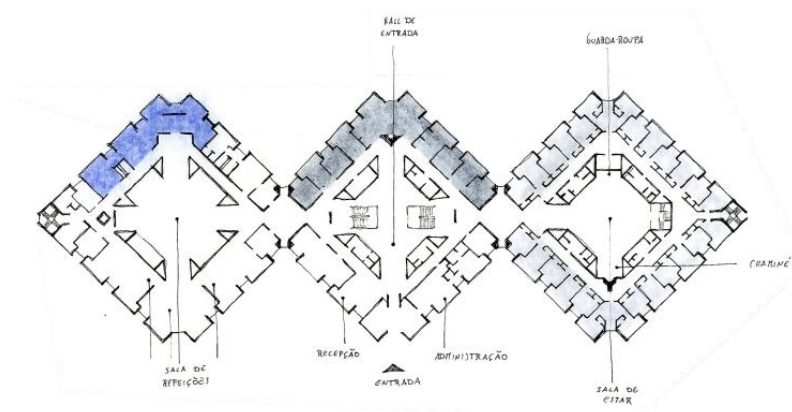 HALL DE
ENTRADA
GUARDA-ROUPA
CHAMINÉ
RECEPÇÃO
ADMINISTRAÇÃO
SALA DE
REFEIÇÕES
ENTRADA
SALA DE
ESTAR